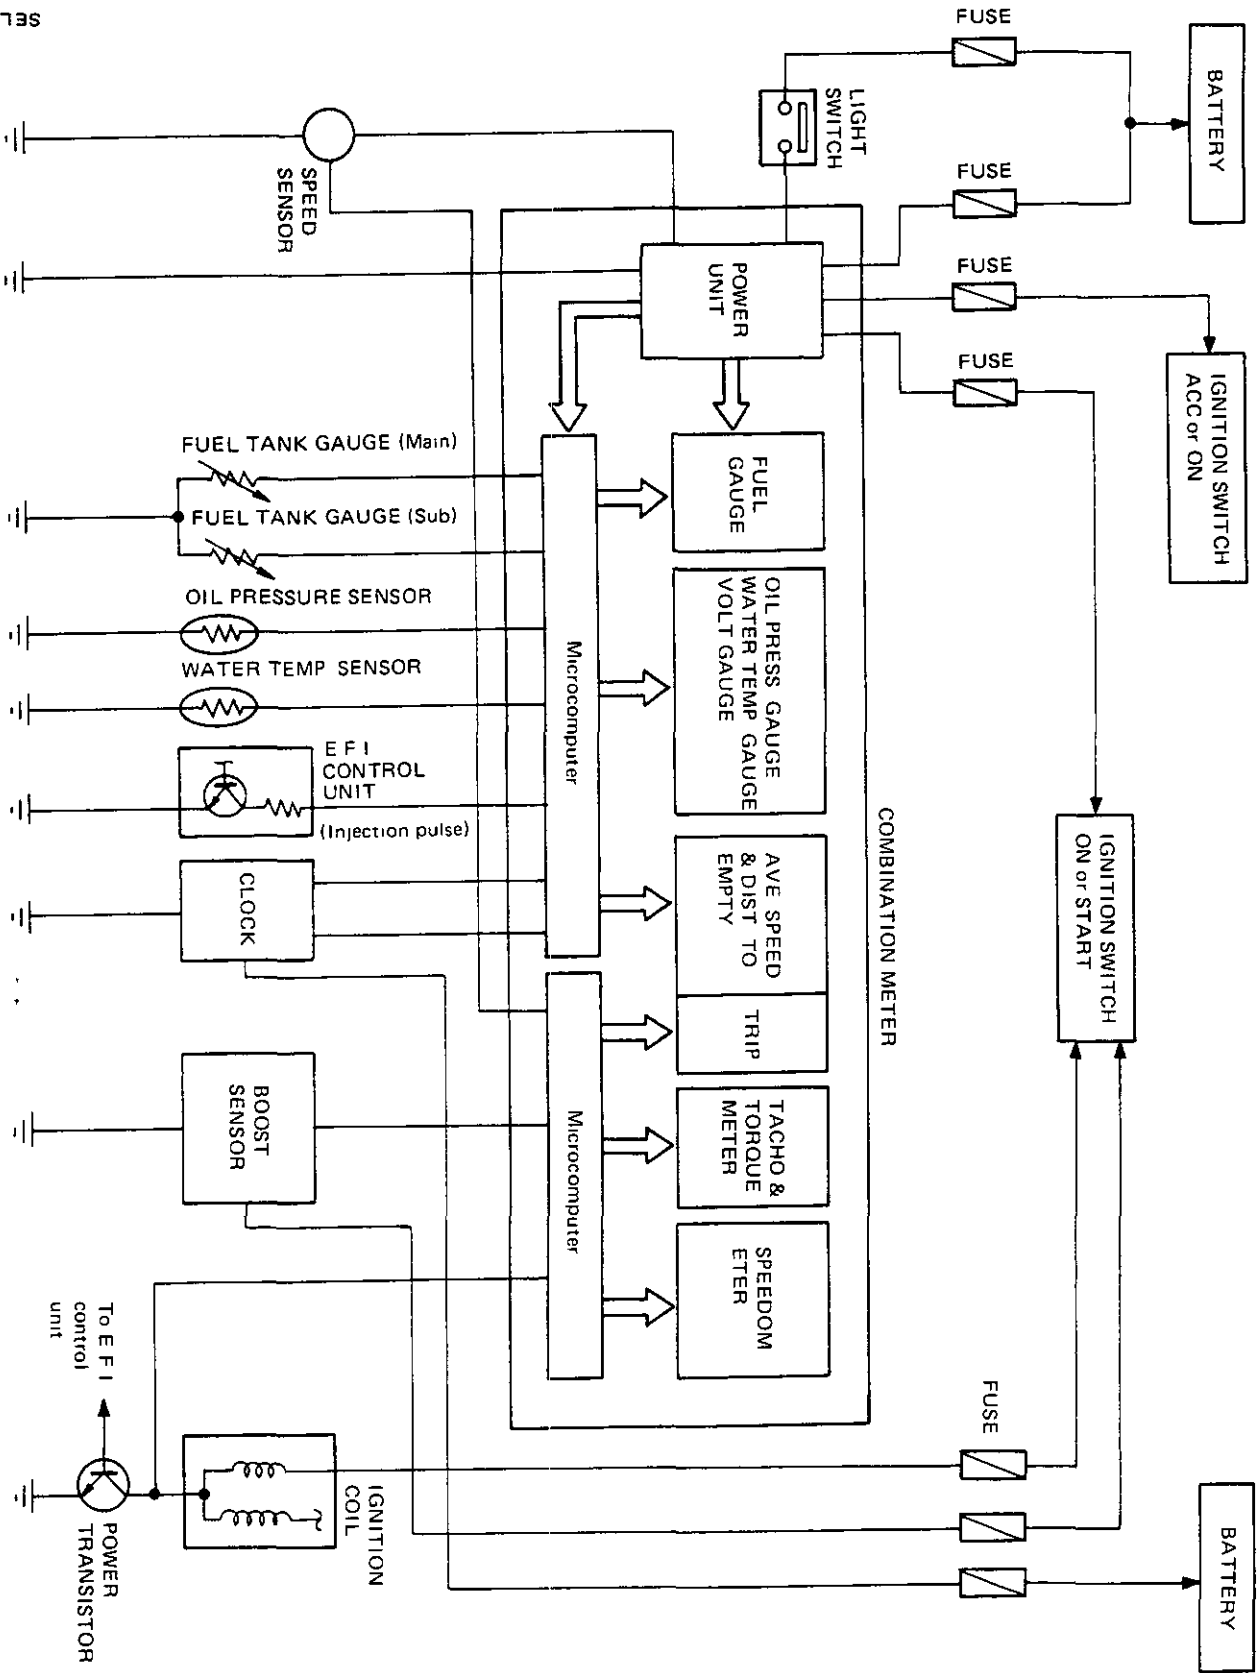 SEL
FUSE
BATTERY
LIGHT
SWITCH
FUSE
SPEED
SENSOR
POWER
UNIT
FUSE
FUSE
IGNITION SWITCH
ACC or ON
FUEL TANK GAUGE (Main)
FUEL TANK GAUGE (Sub)
OIL PRESSURE SENSOR
WATER TEMP SENSOR
E F I
CONTROL
UNIT
(Injection pulse)
CLOCK
BOOST
SENSOR
Microcomputer
Microcomputer
FUEL
GAUGE
OIL PRESS GAUGE
WATER TEMP GAUGE
VOLT GAUGE
AVE SPEED
& DIST TO
EMPTY
TRIP
TACHO &
TORQUE
METER
SPEEDOM
ETER
COMBINATION METER
IGNITION SWITCH
ON or START
FUSE
BATTERY
IGNITION
COIL
To E F I
control
unit
POWER
TRANSISTOR